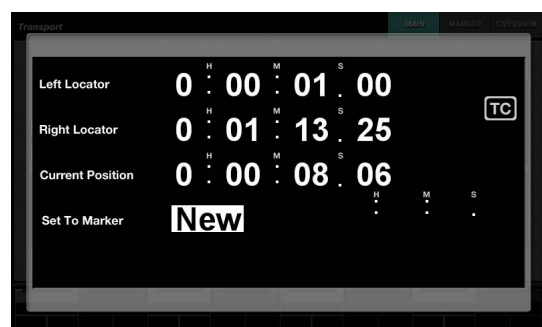 Transport MAIN MARKER OVERVIEW
H M S
Left Locator 0 : 00 : 01 . 00
TC
H M S
Right Locator 0 : 01 : 13 . 25
H M S
Current Position 0 : 00 : 08 . 06
H M S
Set To Marker New : : .